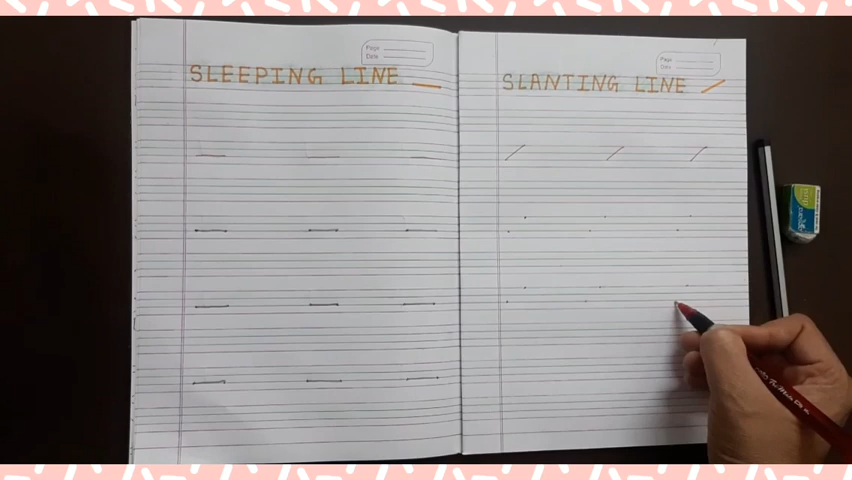 Page
Date
SLEEPING LINE
Page
Date
SLANTING LINE